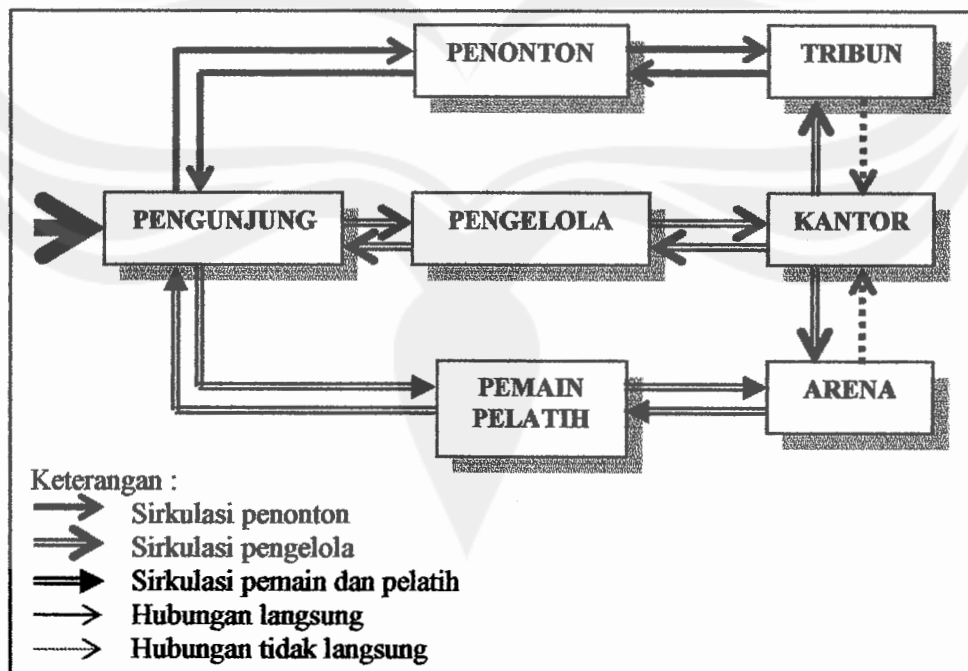 PENONTON
TRIBUN
PENGUNJUNG
PENGELOLA
KANTOR
PEMAIN
PELATIH
ARENA
Keterangan :
Sirkulasi penonton
Sirkulasi pengelola
Sirkulasi pemain dan pelatih
Hubungan langsung
Hubungan tidak langsung